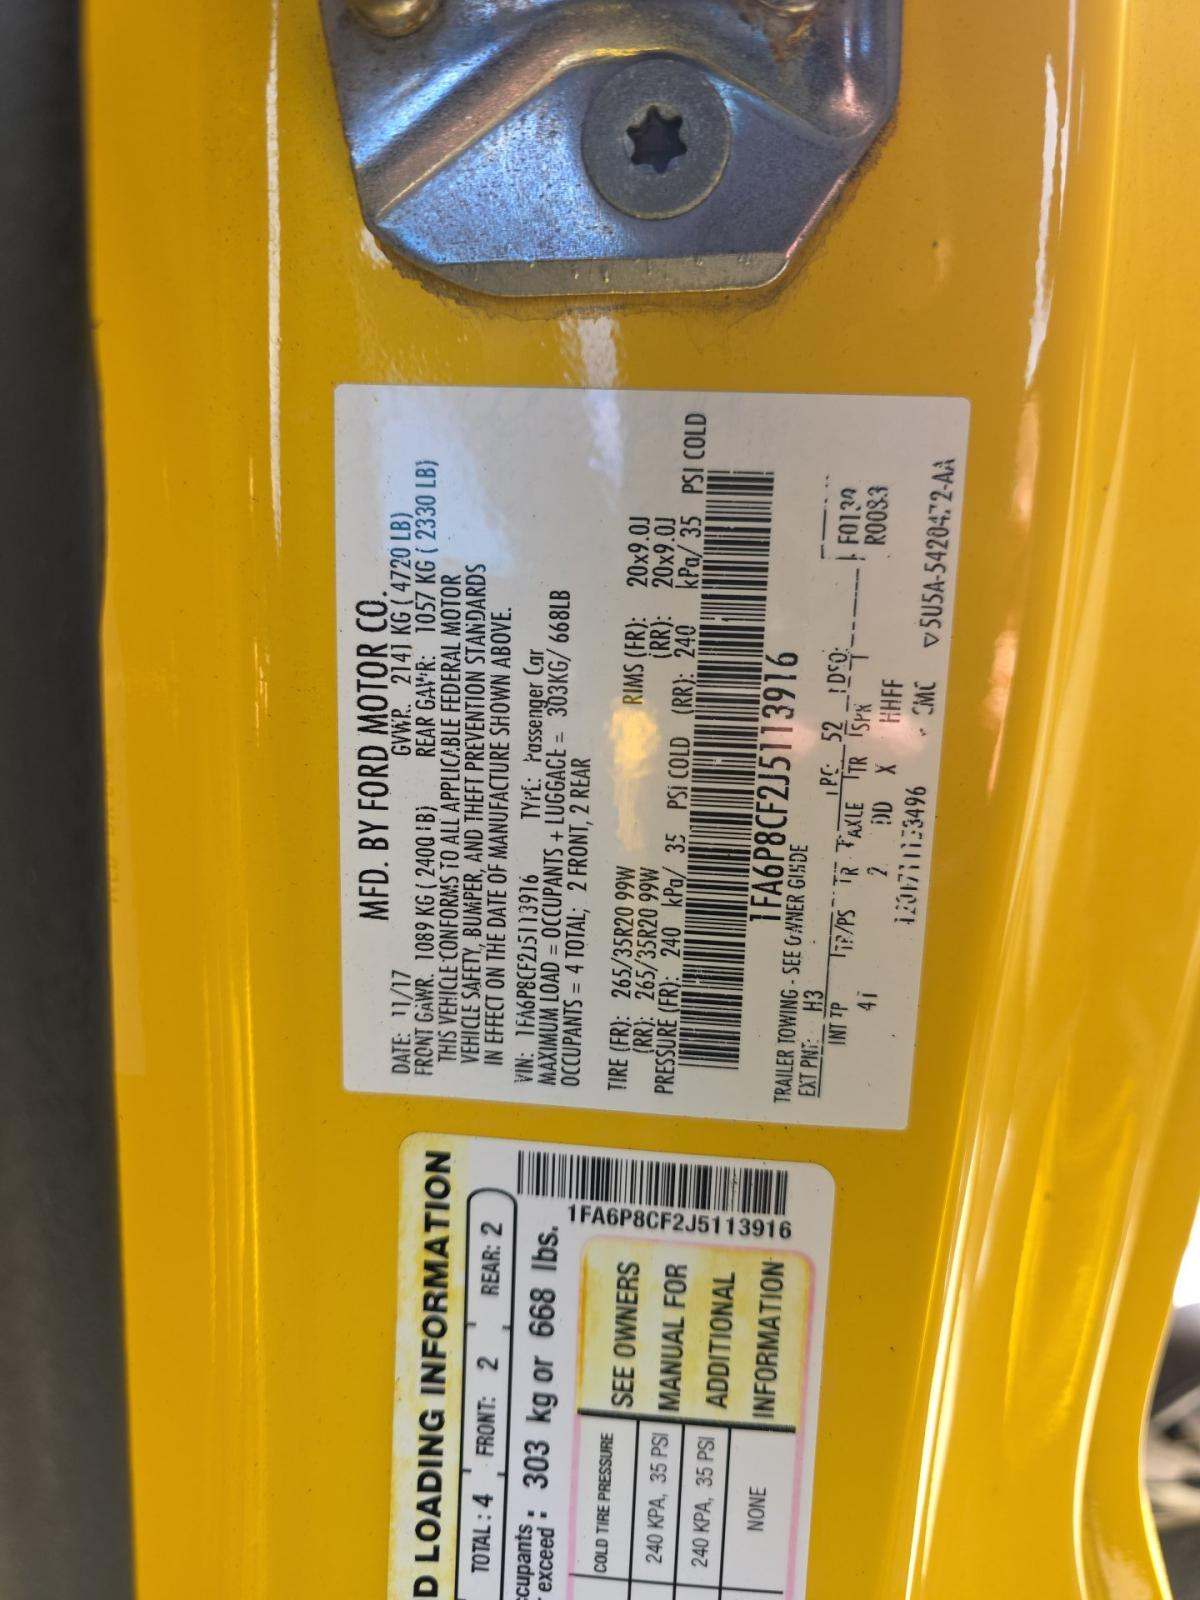 MFD. BY FORD MOTOR CO.
DATE: 11/17 GVWR: 2141 KG ( 4720 LB)
FRONT GAWR: 1089 KG ( 2400 LB) REAR GAWR: 1057 KG ( 2330 LB)
THIS VEHICLE CONFORMS TO ALL APPLICABLE FEDERAL MOTOR
VEHICLE SAFETY, BUMPER, AND THEFT PREVENTION STANDARDS
IN EFFECT ON THE DATE OF MANUFACTURE SHOWN ABOVE.
VIN: 1FA6P8CF2J5113916 TYPE: Passenger Car
MAXIMUM LOAD = OCCUPANTS + LUGGAGE = 303KG/ 668LB
OCCUPANTS = 4 TOTAL; 2 FRONT, 2 REAR
TIRE (FR): 265/35R20 99W RIMS (FR): 20x9.0J
(RR): 265/35R20 99W (RR): 20x9.0J
PRESSURE (FR): 240 kPa/ 35 PSI COLD (RR): 240 kPa/ 35 PSI COLD
1FA6P8CF2J5113916
TRAILER TOWING - SEE OWNER GUIDE
EXT PNT: H3 52 DSO:
INT TR TP/PS R AXLE TR SPR F0139
4I 2 DD X HHFF R0083
▽5U5A-5420472-AA
D LOADING INFORMATION
TOTAL : 4 FRONT: 2 REAR: 2
ccupants : 303 kg or 668 lbs.
exceed :
1FA6P8CF2J5113916
COLD TIRE PRESSURE
240 KPA, 35 PSI
240 KPA, 35 PSI
NONE
SEE OWNERS
MANUAL FOR
ADDITIONAL
INFORMATION